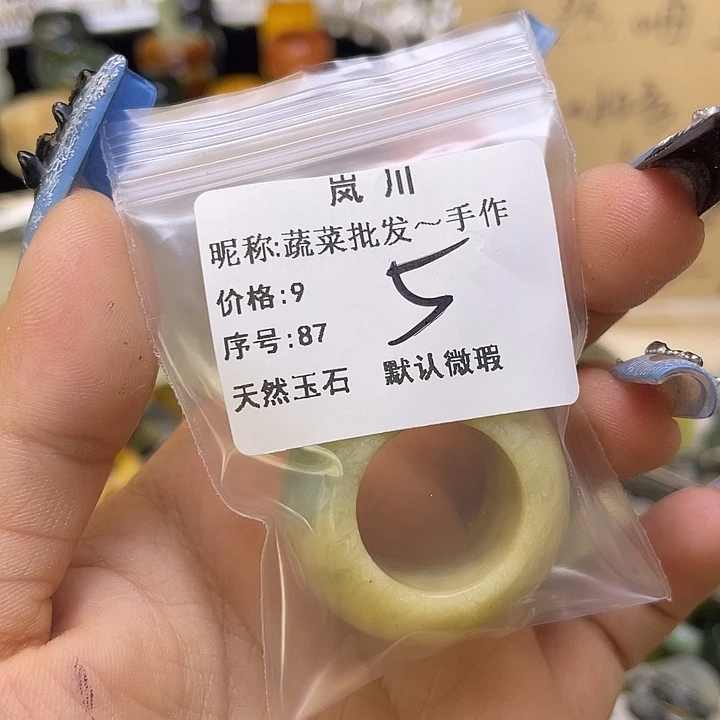 岚川
昵称:蔬菜批发~手作
价格:9
5
序号:87
天然玉石 默认微瑕